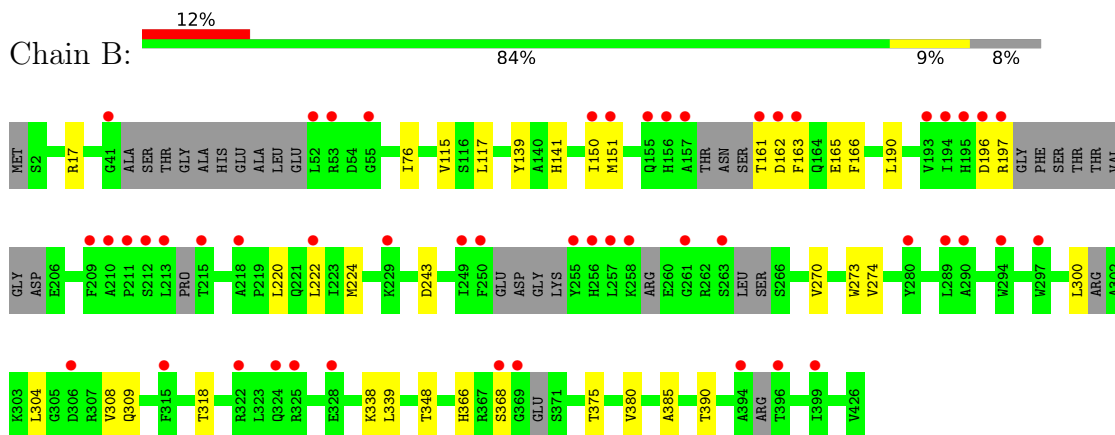 12%
Chain B:
84% 9% 8%
MET S2 R17 G41 ALA SER THR GLY ALA HIS GLU ALA LEU GLU L52 R53 D54 G55 I76 V115 S116 L117 Y139 A140 H141 I150 M151 Q155 H156 A157 THR ASN SER T161 D162 F163 Q164 E165 F166 L190 V193 I194 H195 D196 R197 GLY PHE SER THR THR VAL
GLY ASP E206 F209 A210 P211 S212 L213 PRO T215 A218 P219 L220 Q221 L222 I223 M224 K229 D243 I249 F250 GLU ASP GLY LYS Y255 H256 L257 K258 ARG E260 G261 R262 S263 LEU SER S266 V270 W273 V274 Y280 L289 A290 W294 W297 L300 ARG A302
K303 L304 G305 D306 R307 V308 Q309 F315 T318 R322 L323 Q324 R325 E328 K338 L339 T348 H366 R367 S368 G369 GLU S371 T375 V380 A385 T390 A394 ARG T396 I399 V426